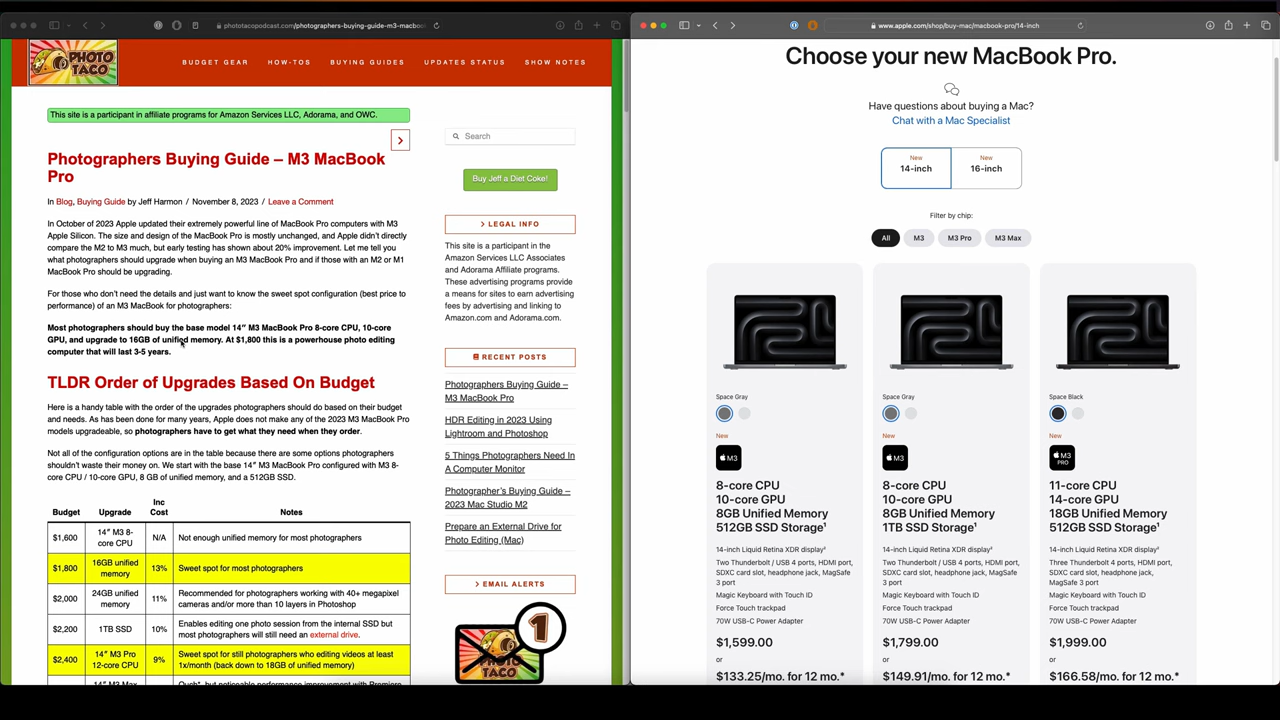 phototacopodcast.com/photographers-buying-guide-m3-macboo
PHOTO
TACO
BUDGET GEAR
HOW-TOS
BUYING GUIDES
UPDATES STATUS
SHOW NOTES
This site is a participant in affiliate programs for Amazon Services LLC, Adorama, and OWC.
Photographers Buying Guide – M3 MacBook
Pro
In Blog, Buying Guide by Jeff Harmon / November 8, 2023 / Leave a Comment
In October of 2023 Apple updated their extremely powerful line of MacBook Pro computers with M3
Apple Silicon. The size and design of the MacBook Pro is mostly unchanged, and Apple didn't directly
compare the M2 to M3 much, but early testing has shown about 20% improvement. Let me tell you
what photographers should upgrade when buying an M3 MacBook Pro and if those with an M2 or M1
MacBook Pro should be upgrading.
For those who don't need the details and just want to know the sweet spot configuration (best price to
performance) of an M3 MacBook for photographers:
Most photographers should buy the base model 14″ M3 MacBook Pro 8-core CPU, 10-core
GPU, and upgrade to 16GB of unified memory. At $1,800 this is a powerhouse photo editing
computer that will last 3-5 years.
TLDR Order of Upgrades Based On Budget
Here is a handy table with the order of the upgrades photographers should do based on their budget
and needs. As has been done for many years, Apple does not make any of the 2023 M3 MacBook Pro
models upgradeable, so photographers have to get what they need when they order.
Not all of the configuration options are in the table because there are some options photographers
shouldn't waste their money on. We start with the base 14″ M3 MacBook Pro configured with M3 8-
core CPU / 10-core GPU, 8 GB of unified memory, and a 512GB SSD.
Budget Upgrade Inc Cost Notes
$1,600 14″ M3 8-core CPU N/A Not enough unified memory for most photographers
$1,800 16GB unified memory 13% Sweet spot for most photographers
$2,000 24GB unified memory 11% Recommended for photographers working with 40+ megapixel cameras and/or more than 10 layers in Photoshop
$2,200 1TB SSD 10% Enables editing one photo session from the internal SSD but most photographers will still need an external drive.
$2,400 14″ M3 Pro 12-core CPU 9% Sweet spot for still photographers who editing videos at least 1x/month (back down to 18GB of unified memory)
Search
Buy Jeff a Diet Coke!
LEGAL INFO
This site is a participant in the
Amazon Services LLC Associates
and Adorama Affiliate programs.
These advertising programs provide
a means for sites to earn advertising
fees by advertising and linking to
Amazon.com and Adorama.com.
RECENT POSTS
Photographers Buying Guide –
M3 MacBook Pro
HDR Editing in 2023 Using
Lightroom and Photoshop
5 Things Photographers Need In
A Computer Monitor
Photographer's Buying Guide –
2023 Mac Studio M2
Prepare an External Drive for
Photo Editing (Mac)
EMAIL ALERTS
1
www.apple.com/shop/buy-mac/macbook-pro/14-inch
Choose your new MacBook Pro.
Have questions about buying a Mac?
Chat with a Mac Specialist
New
14-inch
New
16-inch
Filter by chip:
All
M3
M3 Pro
M3 Max
Space Gray
New
M3
8-core CPU
10-core GPU
8GB Unified Memory
512GB SSD Storage¹
14-inch Liquid Retina XDR display²
Two Thunderbolt / USB 4 ports, HDMI port,
SDXC card slot, headphone jack, MagSafe
3 port
Magic Keyboard with Touch ID
Force Touch trackpad
70W USB-C Power Adapter
$1,599.00
or
$133.25/mo. for 12 mo.*
Space Gray
New
M3
8-core CPU
10-core GPU
8GB Unified Memory
1TB SSD Storage¹
14-inch Liquid Retina XDR display²
Two Thunderbolt / USB 4 ports, HDMI port,
SDXC card slot, headphone jack, MagSafe
3 port
Magic Keyboard with Touch ID
Force Touch trackpad
70W USB-C Power Adapter
$1,799.00
or
$149.91/mo. for 12 mo.*
Space Black
New
M3
PRO
11-core CPU
14-core GPU
18GB Unified Memory
512GB SSD Storage¹
14-inch Liquid Retina XDR display²
Three Thunderbolt 4 ports, HDMI port,
SDXC card slot, headphone jack, MagSafe
3 port
Magic Keyboard with Touch ID
Force Touch trackpad
70W USB-C Power Adapter
$1,999.00
or
$166.58/mo. for 12 mo.*